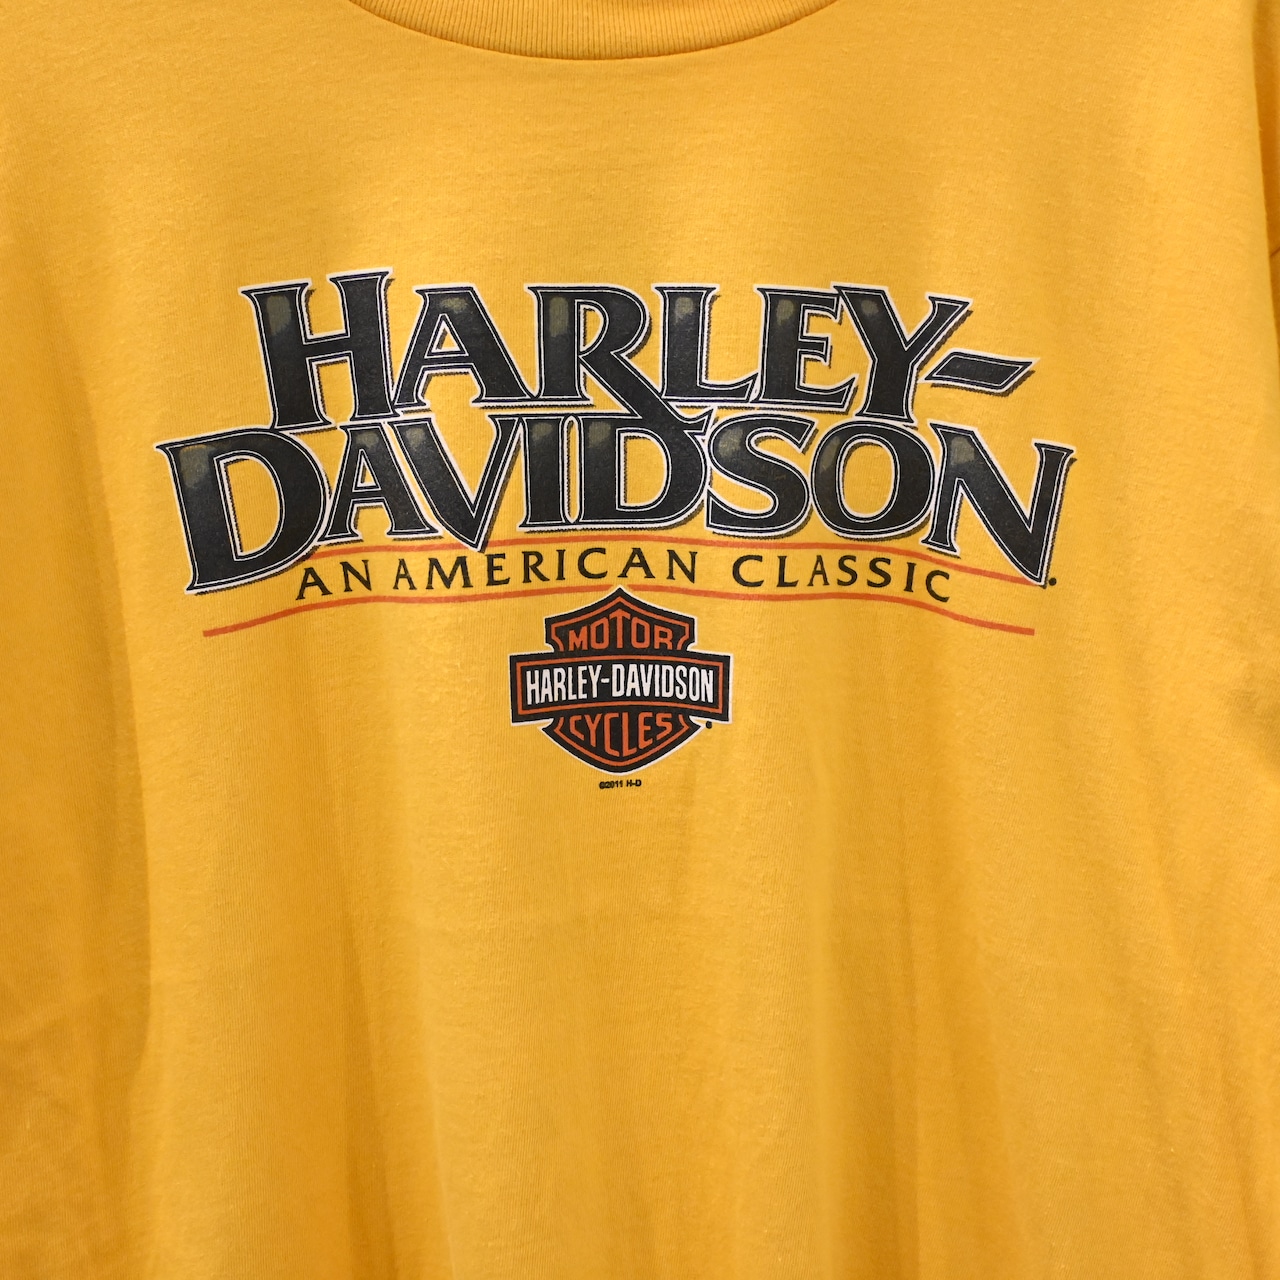 HARLEY-
DAVIDSON
AN AMERICAN CLASSIC
MOTOR
HARLEY-DAVIDSON
CYCLES
©2011 H-D